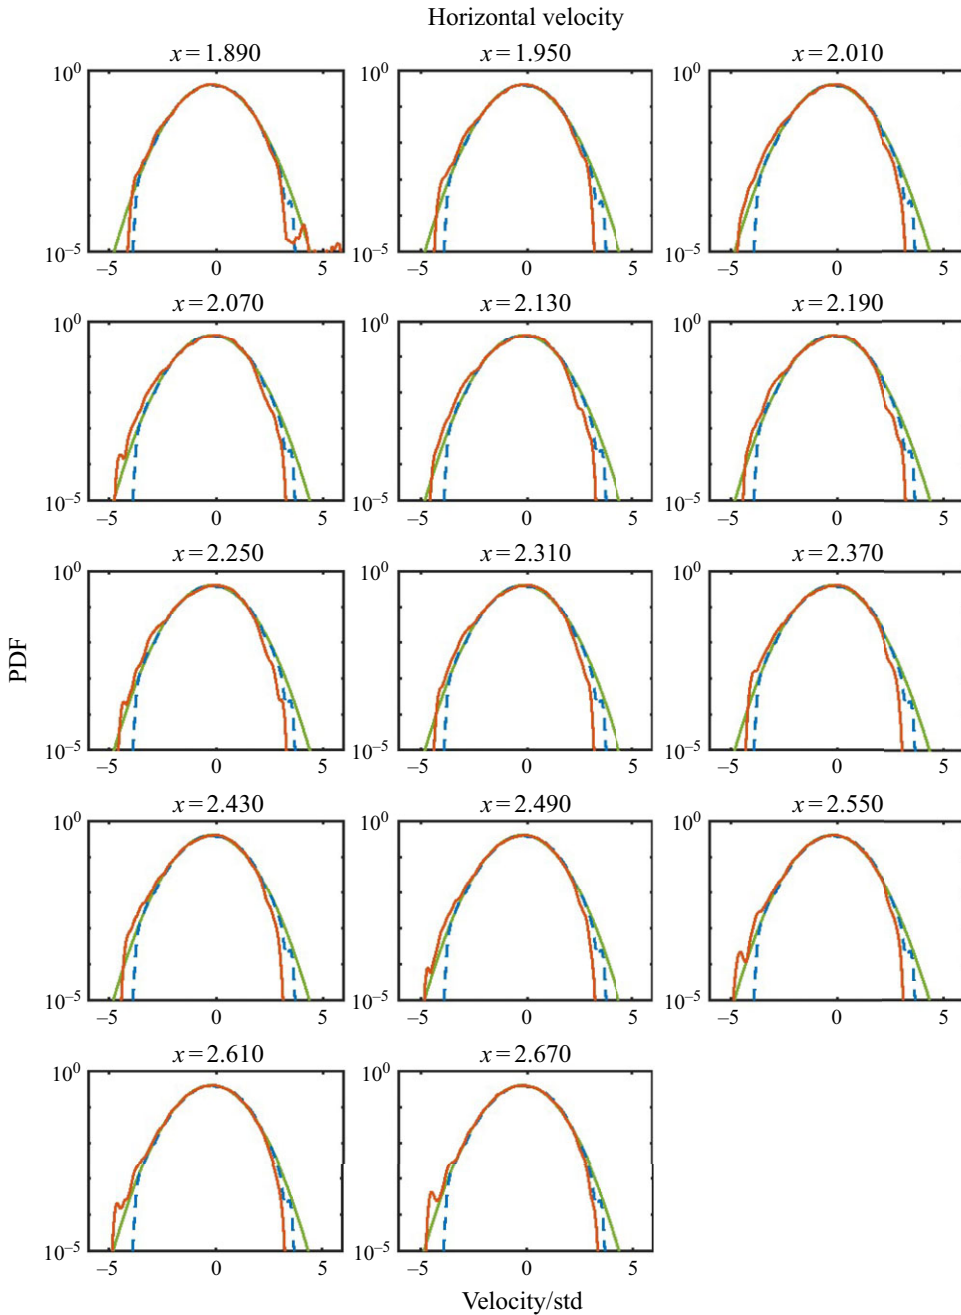 Horizontal velocity
x = 1.890 x = 1.950 x = 2.010
10^0 10^0 10^0
10^−5 10^−5 10^−5
−5 0 5 −5 0 5 −5 0 5
x = 2.070 x = 2.130 x = 2.190
10^0 10^0 10^0
10^−5 10^−5 10^−5
−5 0 5 −5 0 5 −5 0 5
x = 2.250 x = 2.310 x = 2.370
10^0 10^0 10^0
PDF
10^−5 10^−5 10^−5
−5 0 5 −5 0 5 −5 0 5
x = 2.430 x = 2.490 x = 2.550
10^0 10^0 10^0
10^−5 10^−5 10^−5
−5 0 5 −5 0 5 −5 0 5
x = 2.610 x = 2.670
10^0 10^0
10^−5 10^−5
−5 0 5 −5 0 5
Velocity/std